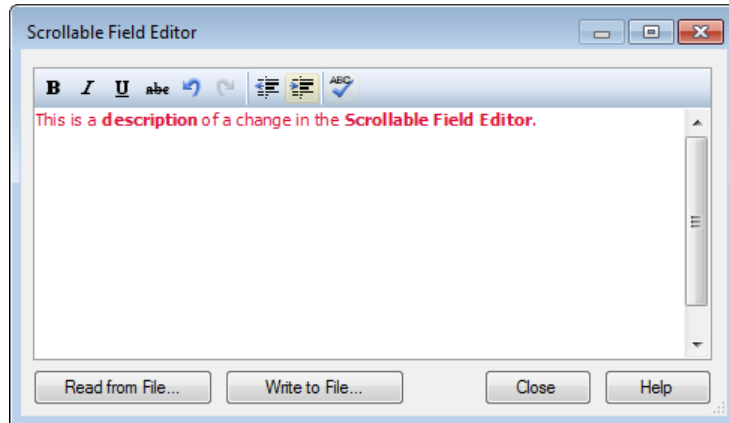 Scrollable Field Editor
B I U abc ABC
This is a description of a change in the Scrollable Field Editor.
Read from File... Write to File... Close Help